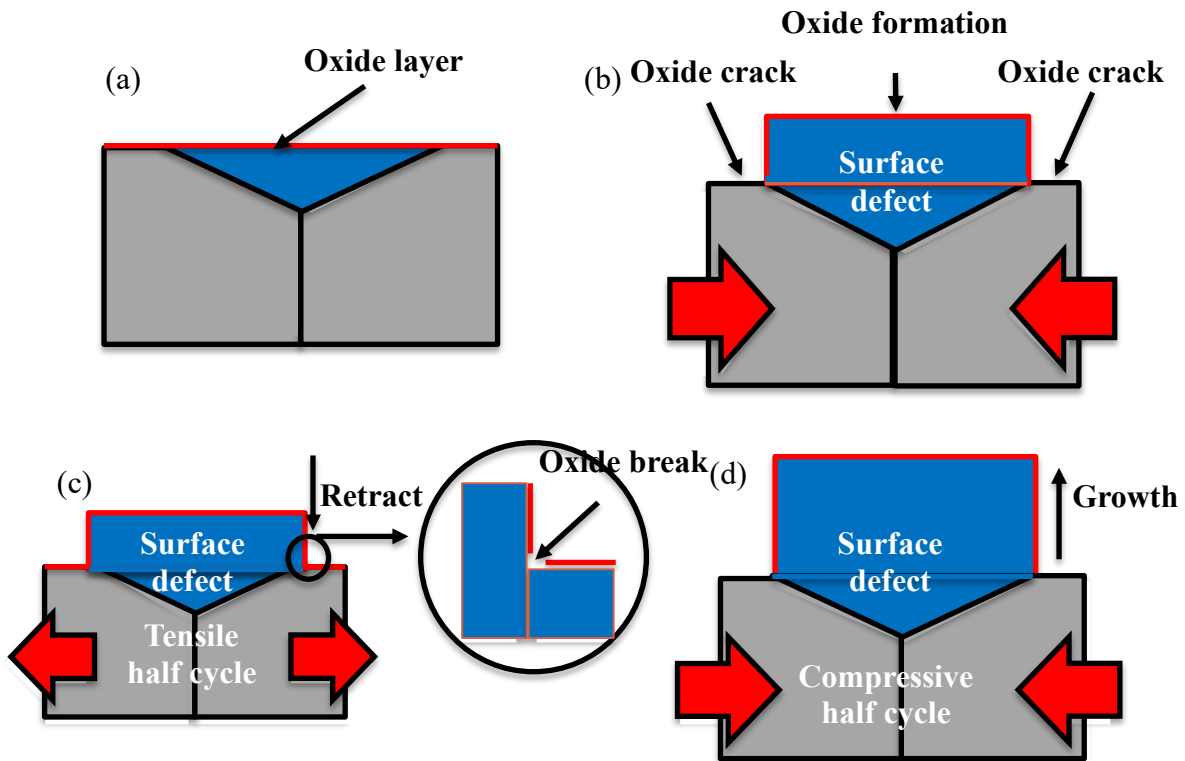 (a)
Oxide layer
(b)
Oxide formation
Oxide crack
Oxide crack
Surface
defect
(c)
Retract
Surface
defect
Tensile
half cycle
Oxide break
(d)
Growth
Surface
defect
Compressive
half cycle